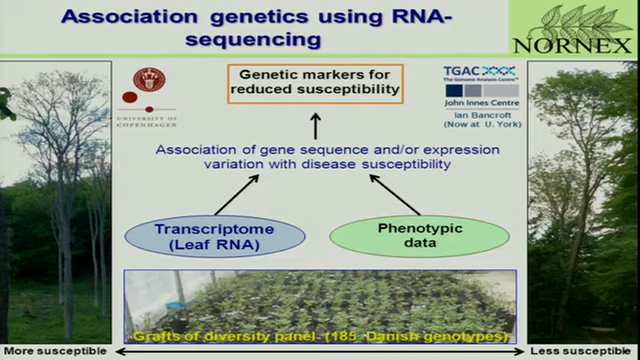 Association genetics using RNA-
sequencing
NORNEX
UNIVERSITY OF
COPENHAGEN
Genetic markers for
reduced susceptibility
TGAC
The Genome Analysis Centre
John Innes Centre
Ian Bancroft
(Now at U. York)
Association of gene sequence and/or expression
variation with disease susceptibility
Transcriptome
(Leaf RNA)
Phenotypic
data
Grafts of diversity panel- (185 Danish genotypes)
More susceptible
Less susceptible